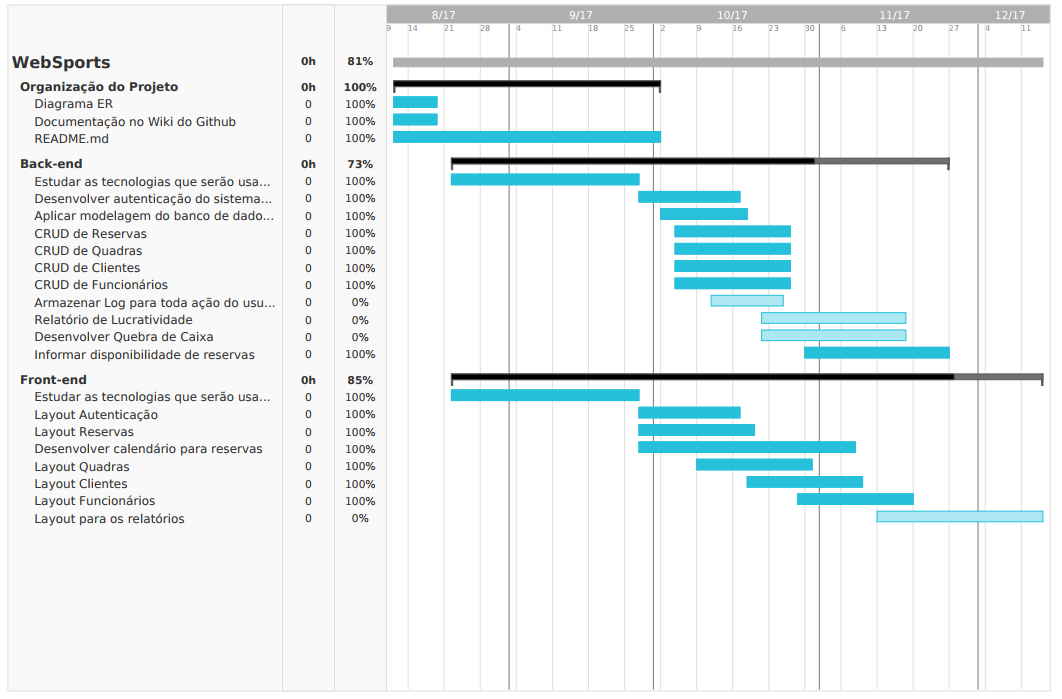 8/17 9/17 10/17 11/17 12/17
9 14 21 28 4 11 18 25 2 9 16 23 30 6 13 20 27 4 11
WebSports 0h 81%
Organização do Projeto 0h 100%
Diagrama ER 0 100%
Documentação no Wiki do Github 0 100%
README.md 0 100%
Back-end 0h 73%
Estudar as tecnologias que serão usa... 0 100%
Desenvolver autenticação do sistema... 0 100%
Aplicar modelagem do banco de dado... 0 100%
CRUD de Reservas 0 100%
CRUD de Quadras 0 100%
CRUD de Clientes 0 100%
CRUD de Funcionários 0 100%
Armazenar Log para toda ação do usu... 0 0%
Relatório de Lucratividade 0 0%
Desenvolver Quebra de Caixa 0 0%
Informar disponibilidade de reservas 0 100%
Front-end 0h 85%
Estudar as tecnologias que serão usa... 0 100%
Layout Autenticação 0 100%
Layout Reservas 0 100%
Desenvolver calendário para reservas 0 100%
Layout Quadras 0 100%
Layout Clientes 0 100%
Layout Funcionários 0 100%
Layout para os relatórios 0 0%